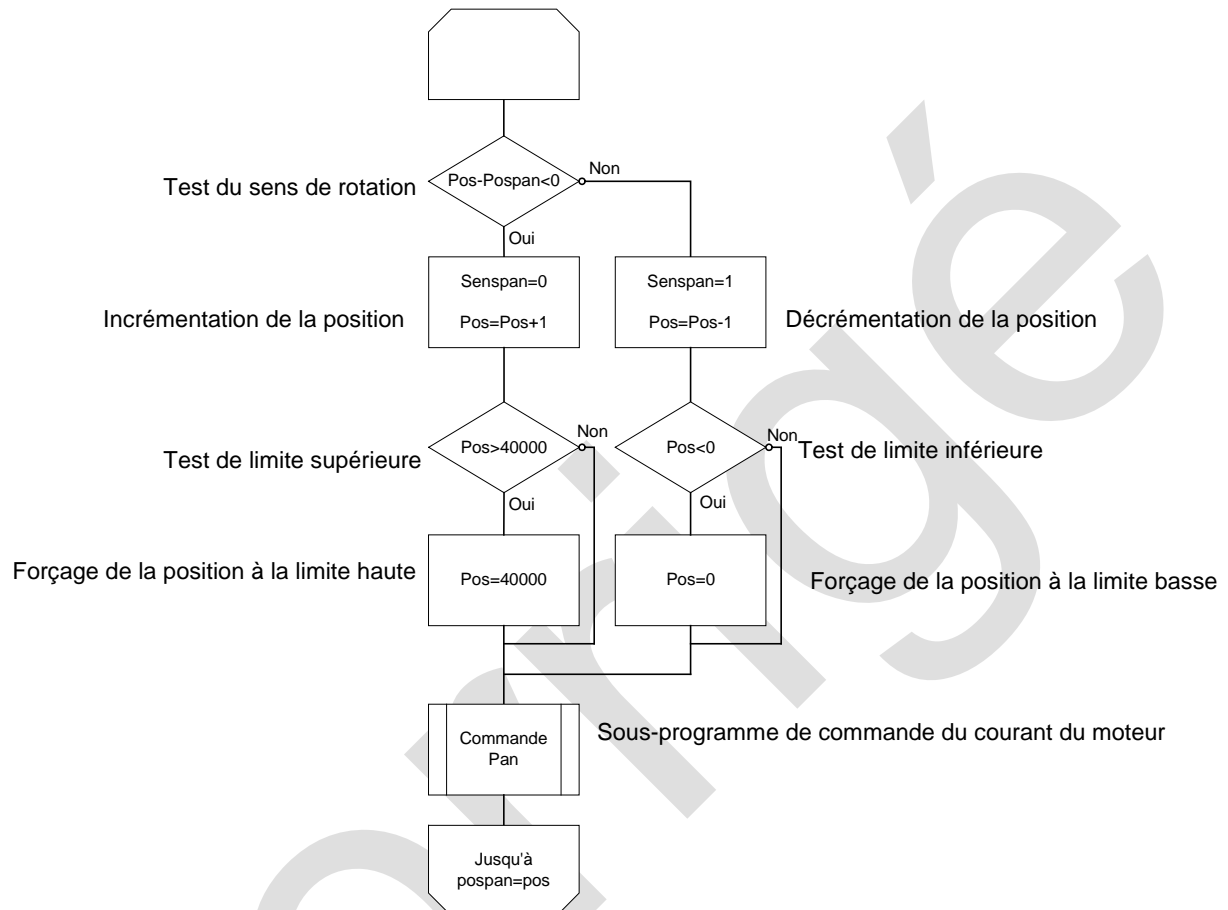 Test du sens de rotation
Pos-Pospan<0
Non
Oui
Incrémentation de la position
Senspan=0
Pos=Pos+1
Senspan=1
Pos=Pos-1
Décrémentation de la position
Test de limite supérieure
Pos>40000
Non
Oui
Pos<0
Non
Oui
Test de limite inférieure
Forçage de la position à la limite haute
Pos=40000
Pos=0
Forçage de la position à la limite basse
Commande
Pan
Sous-programme de commande du courant du moteur
Jusqu'à
pospan=pos
orrigé